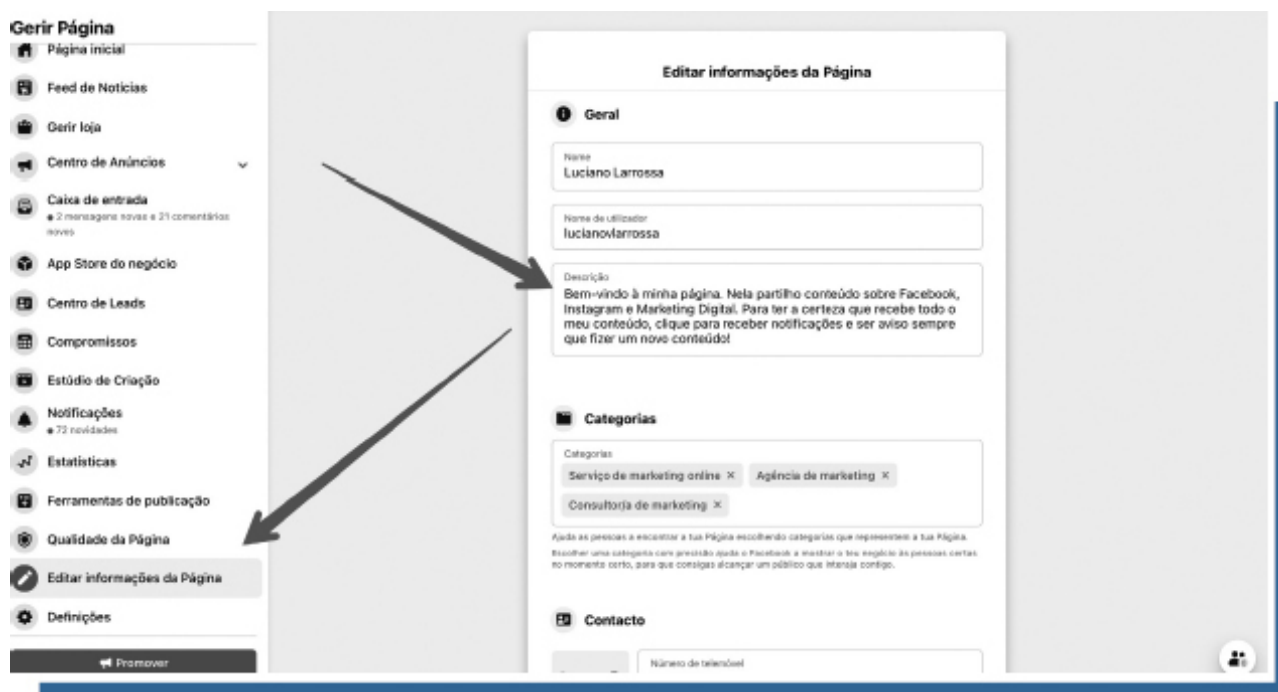 Gerir Página
Página inicial
Feed de Notícias
Gerir loja
Centro de Anúncios
Caixa de entrada
2 mensagens novas e 21 comentários
novos
App Store do negócio
Centro de Leads
Compromissos
Estúdio de Criação
Notificações
72 novidades
Estatísticas
Ferramentas de publicação
Qualidade da Página
Editar informações da Página
Definições
Promover
Editar informações da Página
Geral
Nome
Luciano Larrossa
Nome de utilizador
lucianovlarrossa
Descrição
Bem-vindo à minha página. Nela partilho conteúdo sobre Facebook,
Instagram e Marketing Digital. Para ter a certeza que recebe todo o
meu conteúdo, clique para receber notificações e ser aviso sempre
que fizer um novo conteúdo!
Categorias
Categorias
Serviço de marketing online × Agência de marketing ×
Consultor/a de marketing ×
Ajuda as pessoas a encontrar a tua Página escolhendo categorias que representem a tua Página.
Escolher uma categoria com precisão ajuda o Facebook a mostrar o teu negócio às pessoas certas
no momento certo, para que consigas alcançar um público que interaja contigo.
Contacto
Número de telemóvel